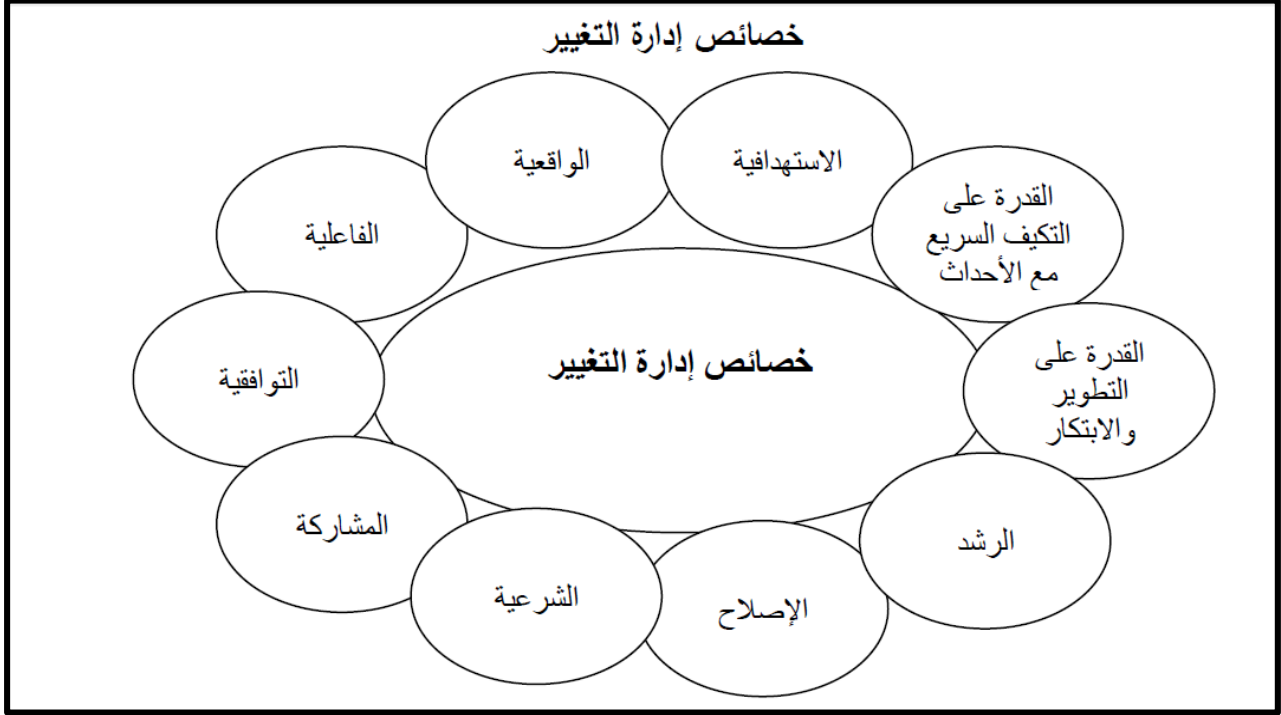 خصائص إدارة التغيير
الاستهدافية
الواقعية
القدرة على
التكيف السريع
مع الأحداث
الفاعلية
القدرة على
التطوير
والابتكار
خصائص إدارة التغيير
التوافقية
الرشد
المشاركة
الشرعية
الإصلاح